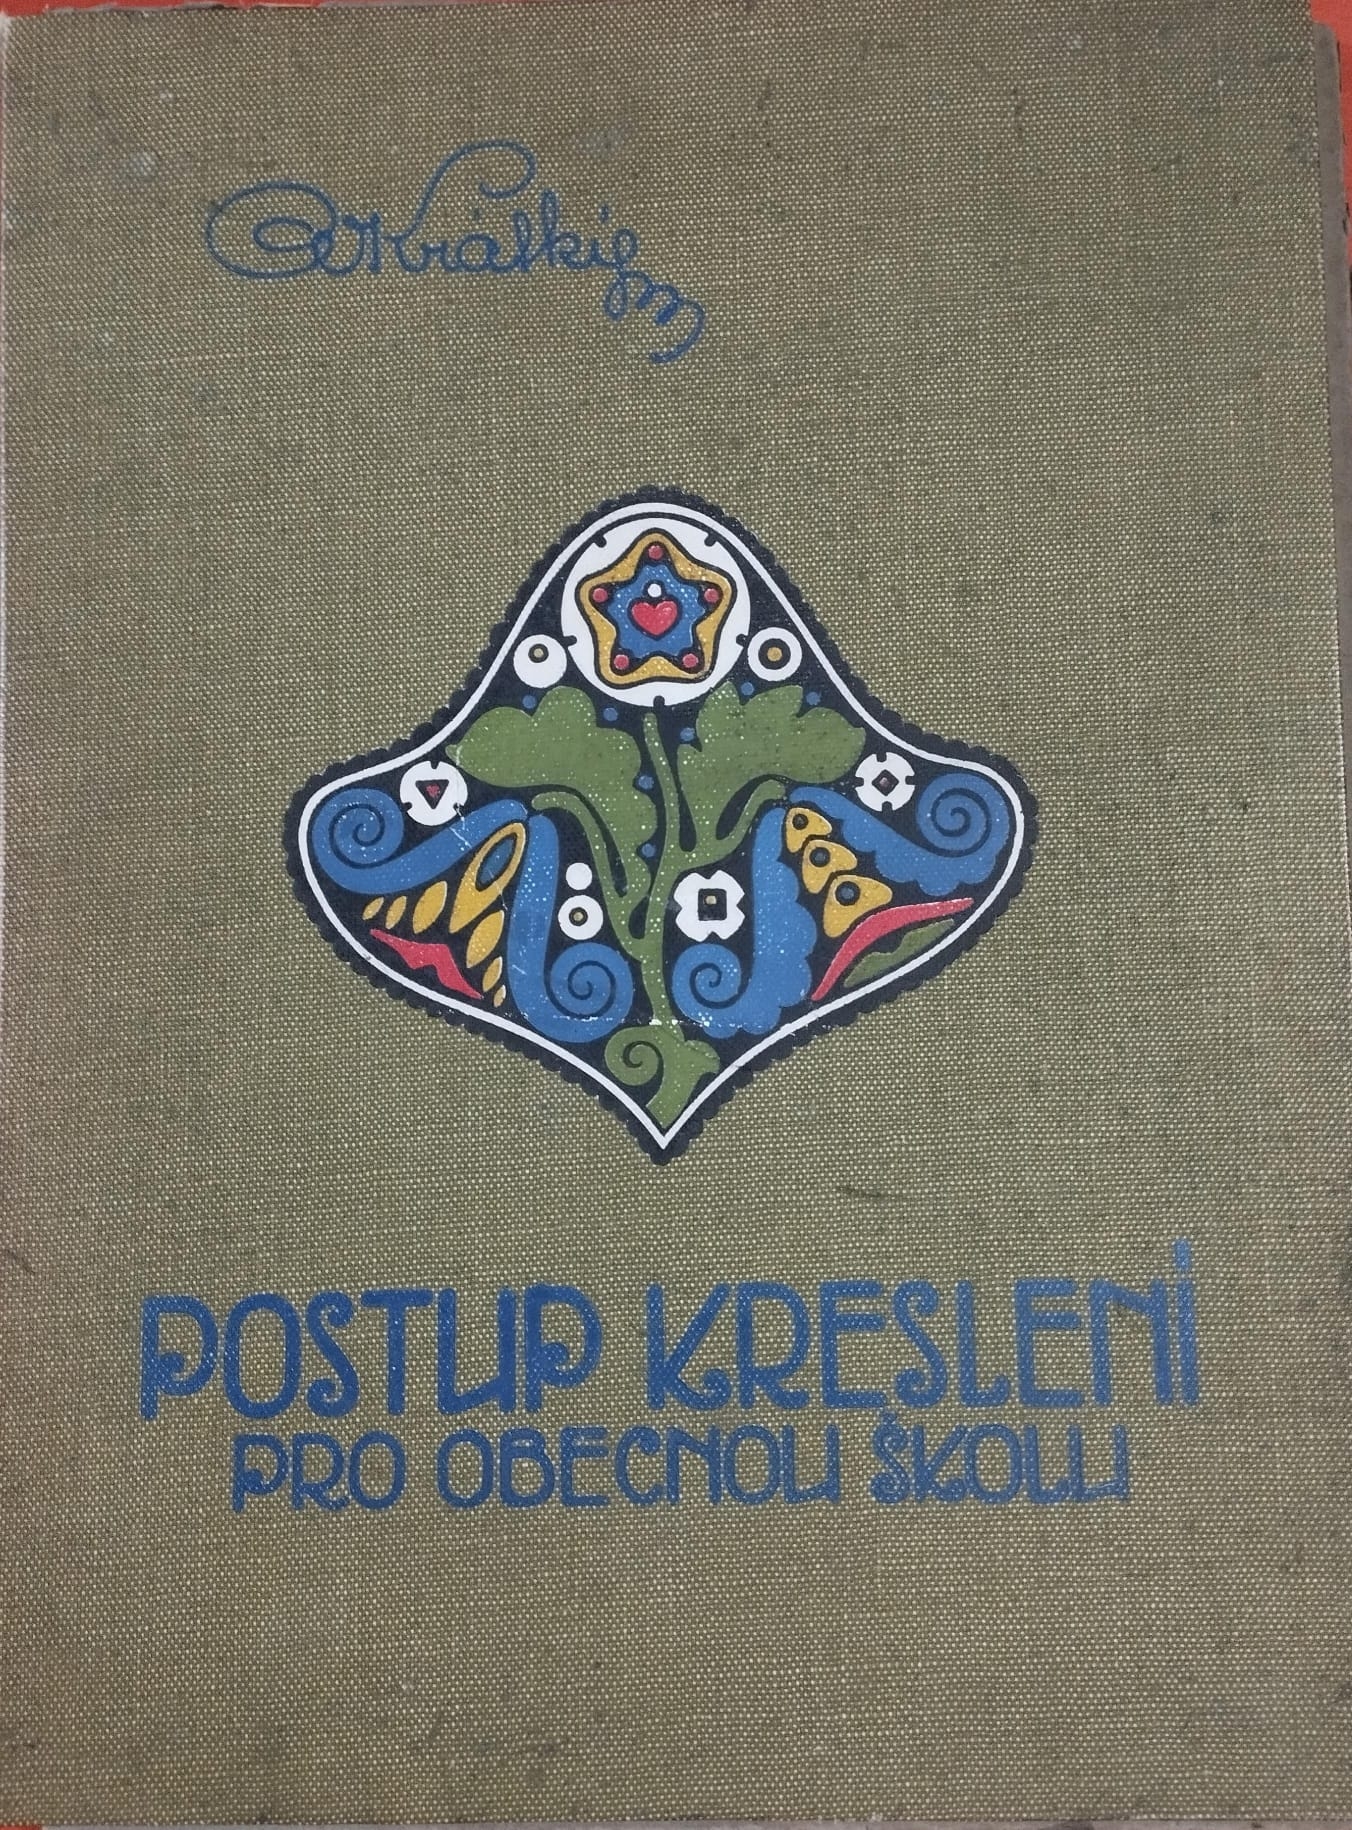 Krátký
POSTUP KRESLENÍ
PRO OBECNOU ŠKOLU